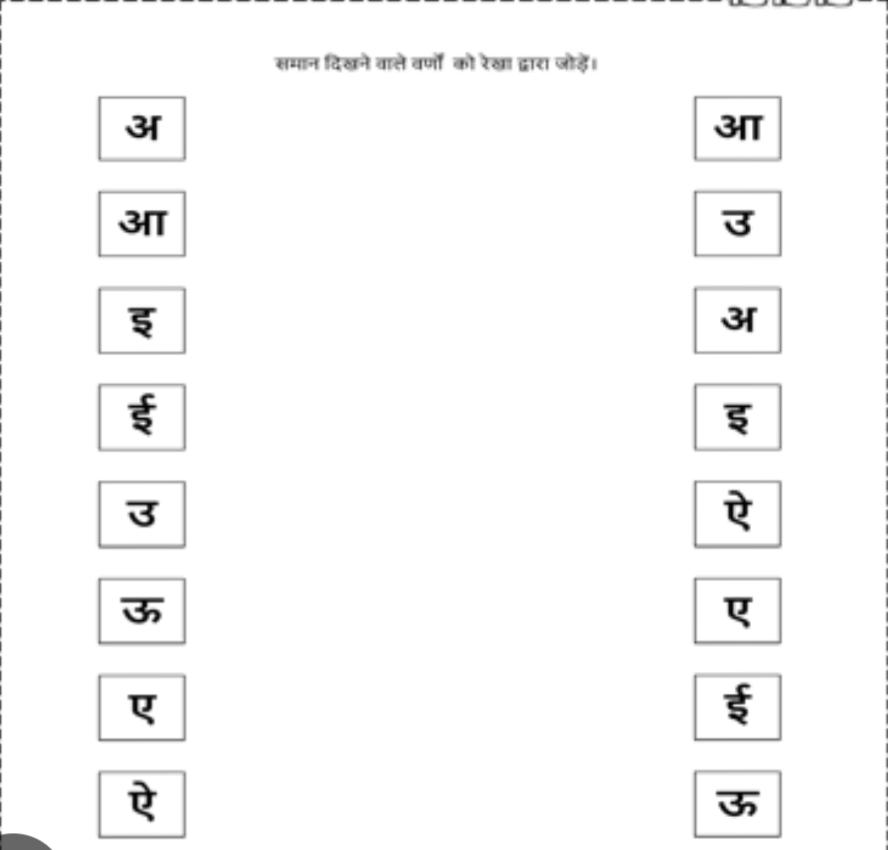 समान दिखने वाले वर्णों को रेखा द्वारा जोड़ें।
अ आ
आ उ
इ अ
ई इ
उ ऐ
ऊ ए
ए ई
ऐ ऊ